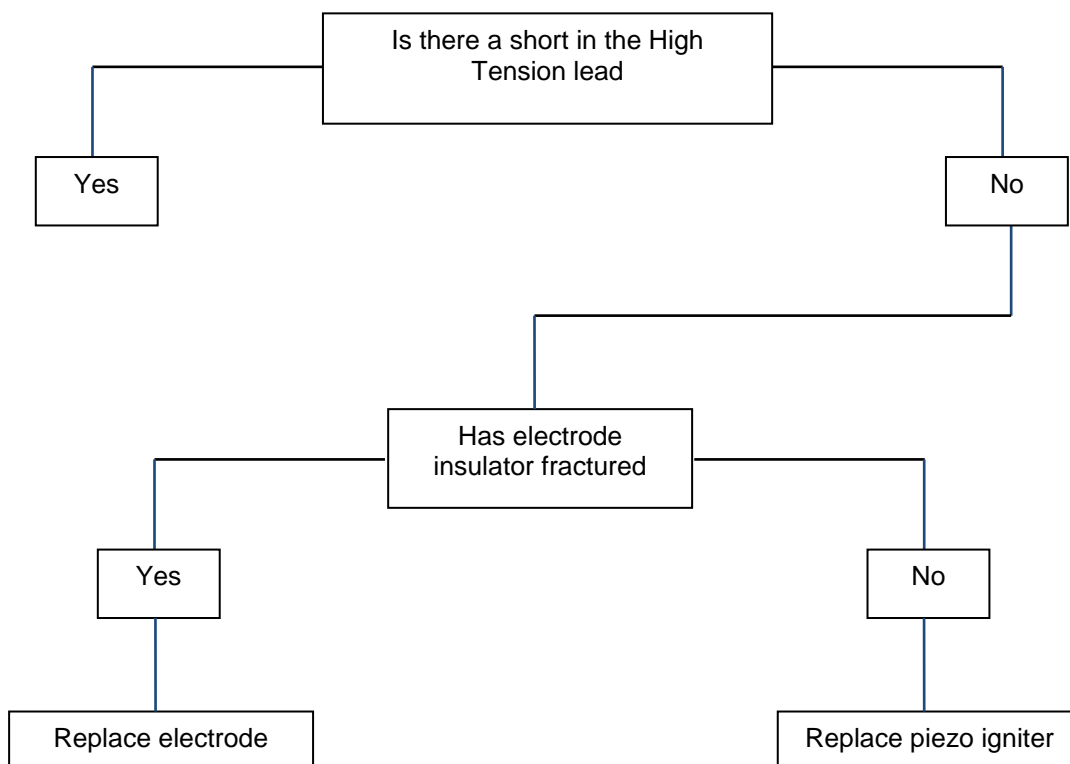 Is there a short in the High
Tension lead
Yes
No
Has electrode
insulator fractured
Yes
No
Replace electrode
Replace piezo igniter